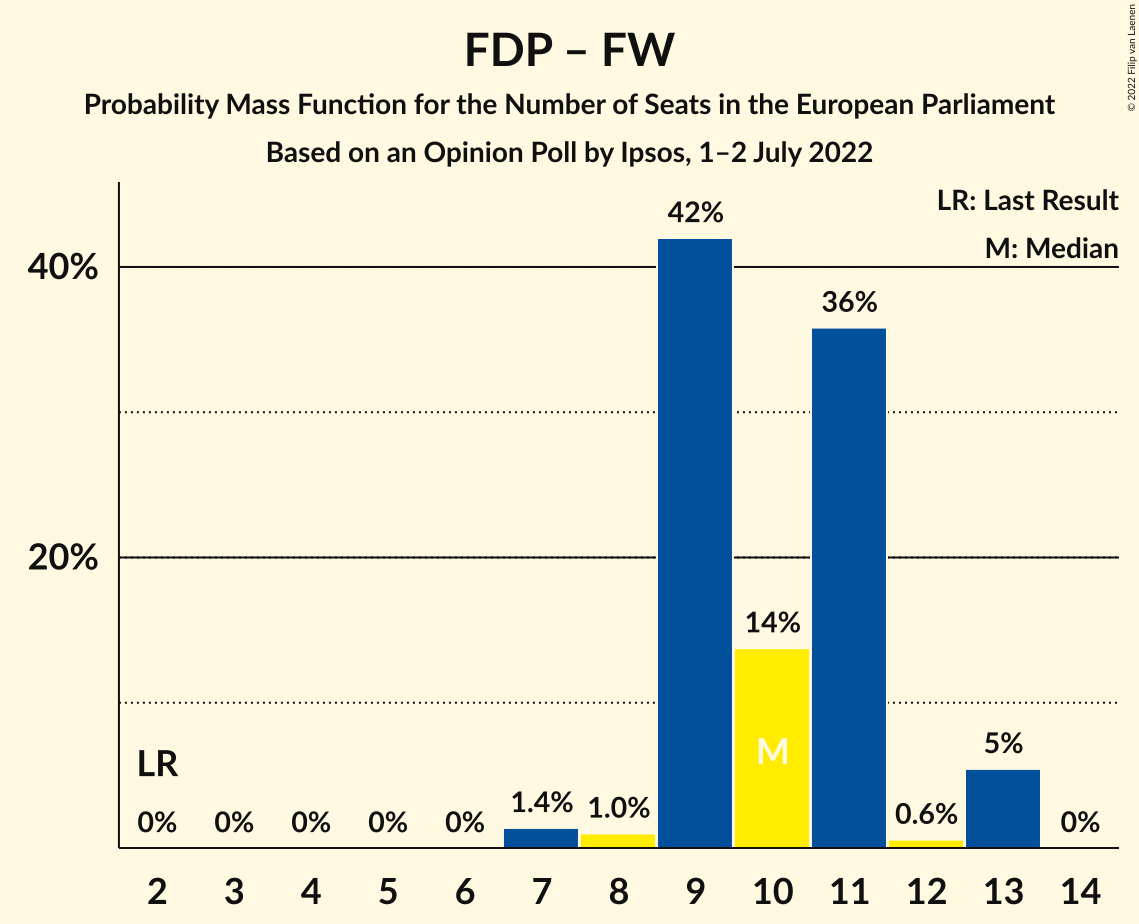 FDP – FW
Probability Mass Function for the Number of Seats in the European Parliament
Based on an Opinion Poll by Ipsos, 1–2 July 2022
© 2022 Filip van Laenen
LR: Last Result
M: Median
42%
40%
36%
20%
14%
M
LR
5%
0% 0% 0% 0% 0% 1.4% 1.0% 0.6% 0%
2 3 4 5 6 7 8 9 10 11 12 13 14